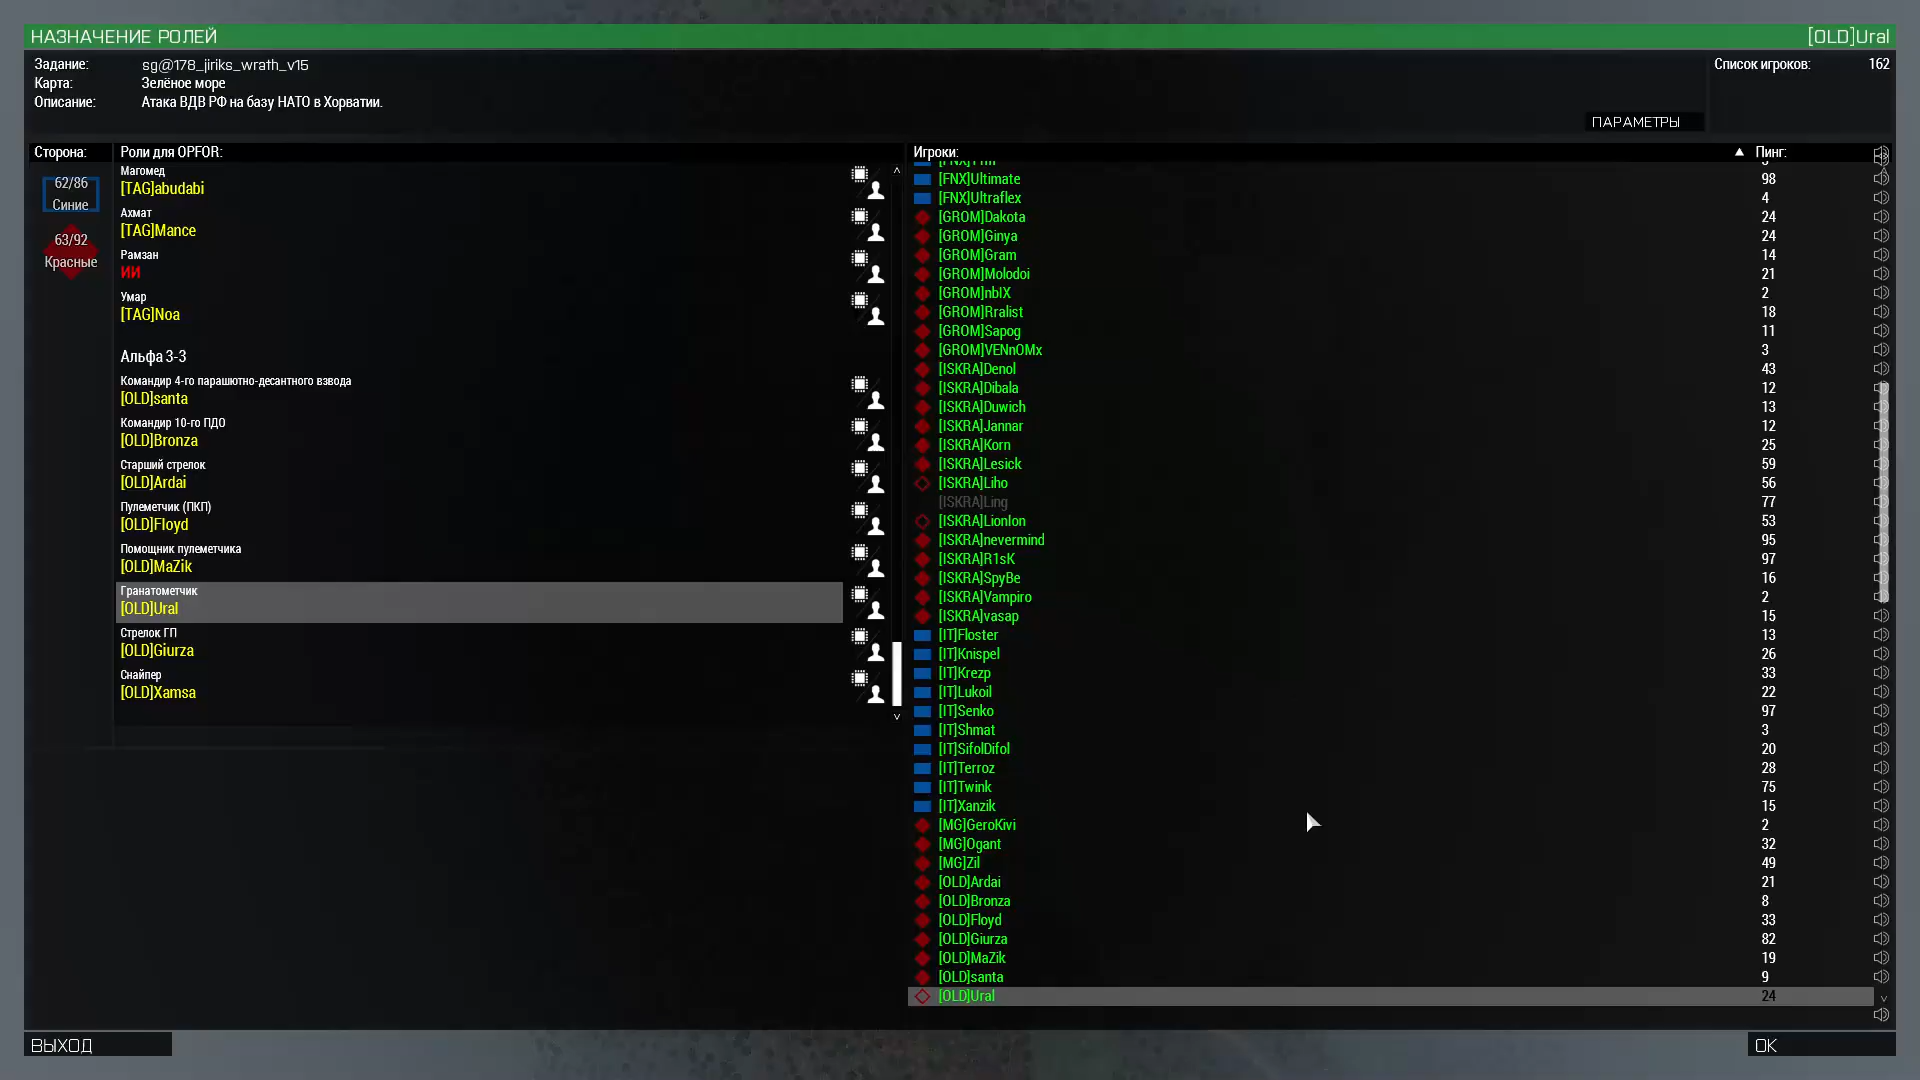 НАЗНАЧЕНИЕ РОЛЕЙ [OLD]Ural
Задание: sg@178_jiriks_wrath_v15 Список игроков: 162
Карта: Зелёное море
Описание: Атака ВДВ РФ на базу НАТО в Хорватии.
ПАРАМЕТРЫ
Сторона:
62/86
Синие
63/92
Красные
Роли для OPFOR:
Магомед
[TAG]abudabi
Ахмат
[TAG]Mance
Рамзан
ИИ
Умар
[TAG]Noa
Альфа 3-3
Командир 4-го парашютно-десантного взвода
[OLD]santa
Командир 10-го ПДО
[OLD]Bronza
Старший стрелок
[OLD]Ardai
Пулеметчик (ПКП)
[OLD]Floyd
Помощник пулеметчика
[OLD]MaZik
Гранатометчик
[OLD]Ural
Стрелок ГП
[OLD]Giurza
Снайпер
[OLD]Xamsa
Игроки: Пинг:
[FNX]Ultimate 98
[FNX]Ultraflex 4
[GROM]Dakota 24
[GROM]Ginya 24
[GROM]Gram 14
[GROM]Molodoi 21
[GROM]nbIX 2
[GROM]Rralist 18
[GROM]Sapog 11
[GROM]VENnOMx 3
[ISKRA]Denol 43
[ISKRA]Dibala 12
[ISKRA]Duwich 13
[ISKRA]Jannar 12
[ISKRA]Korn 25
[ISKRA]Lesick 59
[ISKRA]Liho 56
[ISKRA]Ling 77
[ISKRA]LionIon 53
[ISKRA]nevermind 95
[ISKRA]R1sK 97
[ISKRA]SpyBe 16
[ISKRA]Vampiro 2
[ISKRA]vasap 15
[IT]Floster 13
[IT]Knispel 26
[IT]Krezp 33
[IT]Lukoil 22
[IT]Senko 97
[IT]Shmat 3
[IT]SifolDifol 20
[IT]Terroz 28
[IT]Twink 75
[IT]Xanzik 15
[MG]GeroKivi 2
[MG]Ogant 32
[MG]Zil 49
[OLD]Ardai 21
[OLD]Bronza 8
[OLD]Floyd 33
[OLD]Giurza 82
[OLD]MaZik 19
[OLD]santa 9
[OLD]Ural 24
ВЫХОД
OK